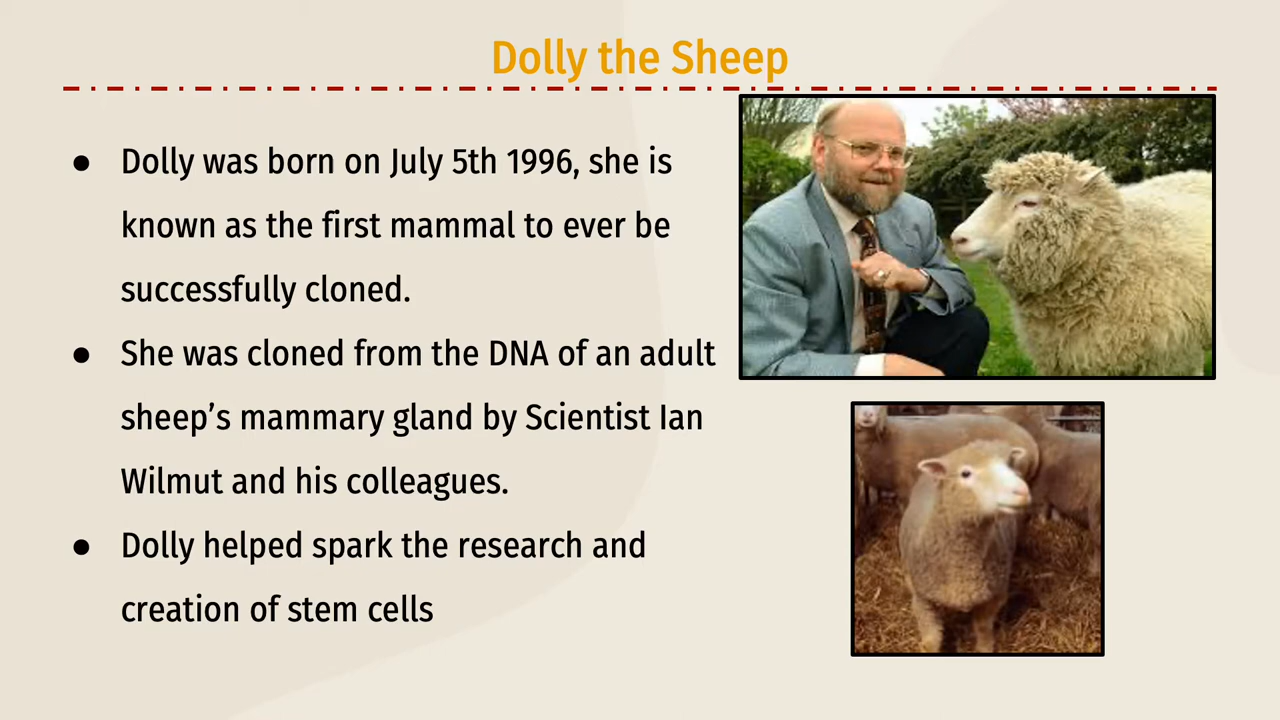 Dolly the Sheep
● Dolly was born on July 5th 1996, she is
known as the first mammal to ever be
successfully cloned.
● She was cloned from the DNA of an adult
sheep’s mammary gland by Scientist Ian
Wilmut and his colleagues.
● Dolly helped spark the research and
creation of stem cells